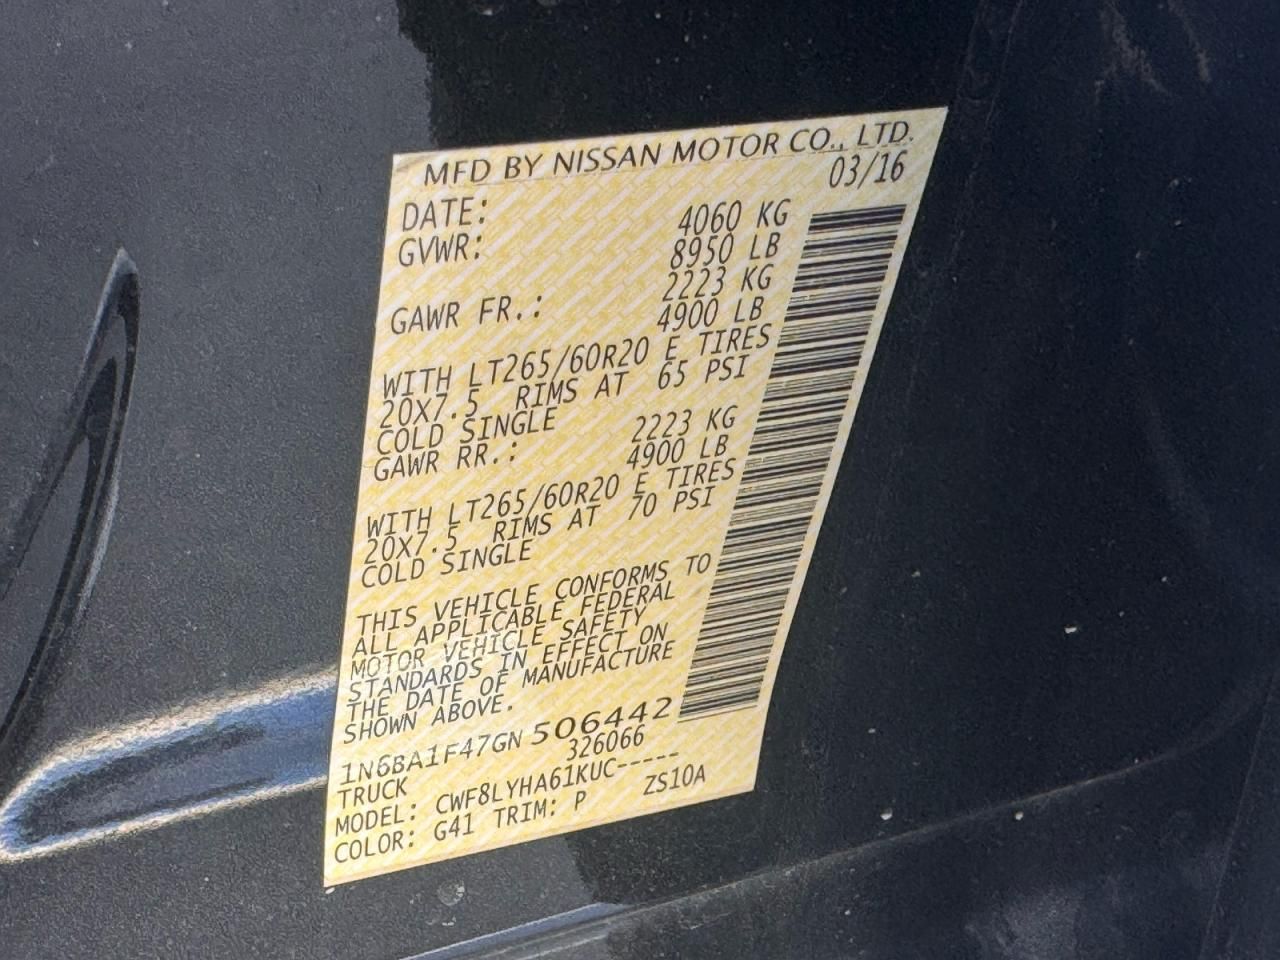 MFD BY NISSAN MOTOR CO., LTD.
DATE: 03/16
GVWR: 4060 KG
8950 LB
GAWR FR.: 2223 KG
4900 LB
WITH LT265/60R20 E TIRES
20X7.5 RIMS AT 65 PSI
COLD SINGLE
GAWR RR.: 2223 KG
4900 LB
WITH LT265/60R20 E TIRES
20X7.5 RIMS AT 70 PSI
COLD SINGLE
THIS VEHICLE CONFORMS TO
ALL APPLICABLE FEDERAL
MOTOR VEHICLE SAFETY
STANDARDS IN EFFECT ON
THE DATE OF MANUFACTURE
SHOWN ABOVE.
1N6BA1F47GN506442
TRUCK 326066
MODEL: CWF8LYHA61KUC-----
COLOR: G41 TRIM: P ZS10A